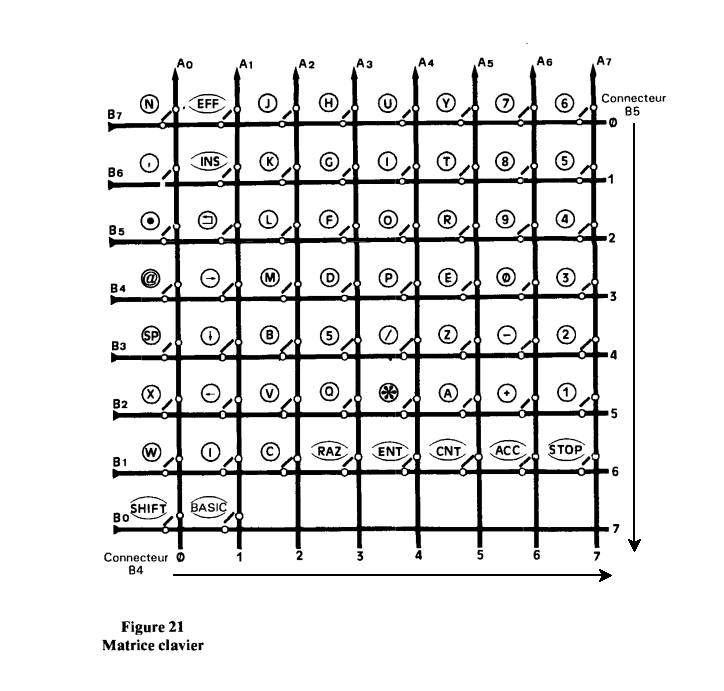 A0 A1 A2 A3 A4 A5 A6 A7
N EFF J H U Y 7 6 Connecteur
B5
B7 Ø
, INS K G I T 8 5
B6 1
L F O R 9 4
B5 2
@ → M D P E Ø 3
B4 3
SP ↓ B 5 / Z - 2
B3 4
X ← V Q * A + 1
B2 5
W I C RAZ ENT CNT ACC STOP
B1 6
SHIFT BASIC
B0 7
Connecteur Ø 1 2 3 4 5 6 7
B4
Figure 21
Matrice clavier